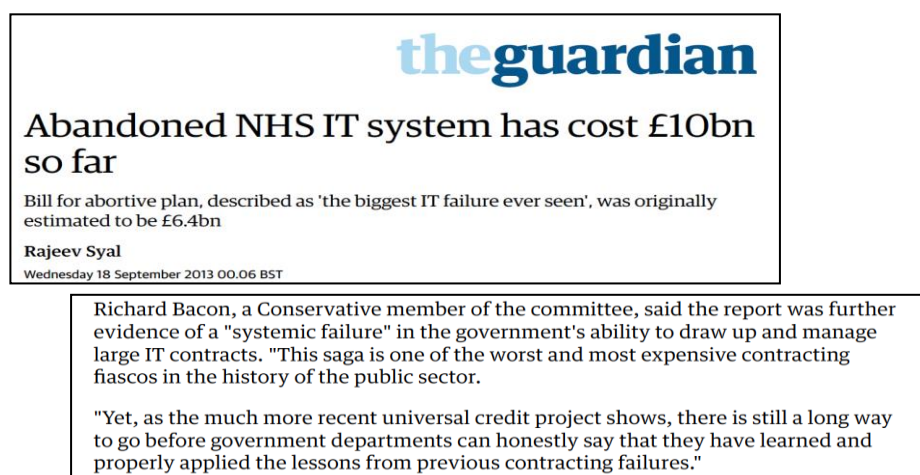 theguardian
Abandoned NHS IT system has cost £10bn
so far
Bill for abortive plan, described as 'the biggest IT failure ever seen', was originally
estimated to be £6.4bn
Rajeev Syal
Wednesday 18 September 2013 00.06 BST
Richard Bacon, a Conservative member of the committee, said the report was further
evidence of a "systemic failure" in the government's ability to draw up and manage
large IT contracts. "This saga is one of the worst and most expensive contracting
fiascos in the history of the public sector.
"Yet, as the much more recent universal credit project shows, there is still a long way
to go before government departments can honestly say that they have learned and
properly applied the lessons from previous contracting failures."